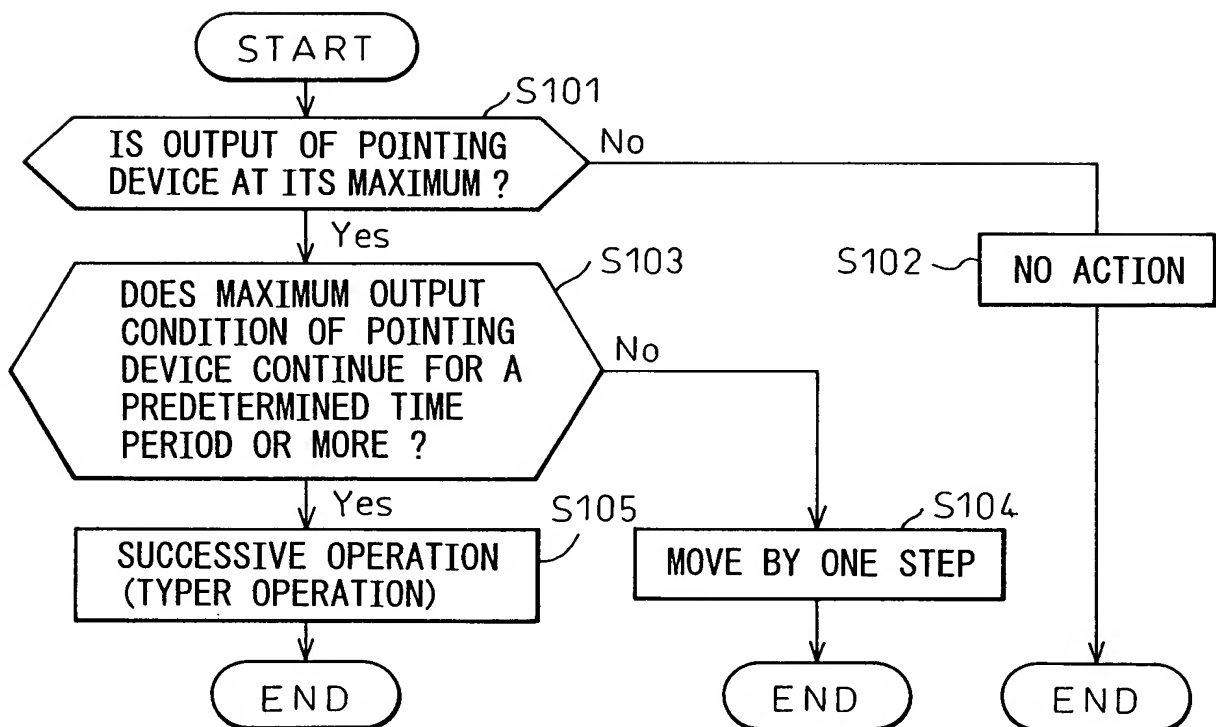 START
S101
IS OUTPUT OF POINTING
DEVICE AT ITS MAXIMUM ?
No
Yes
S103
DOES MAXIMUM OUTPUT
CONDITION OF POINTING
DEVICE CONTINUE FOR A
PREDETERMINED TIME
PERIOD OR MORE ?
No
S102
NO ACTION
Yes
S105
SUCCESSIVE OPERATION
(TYPER OPERATION)
S104
MOVE BY ONE STEP
END
END
END